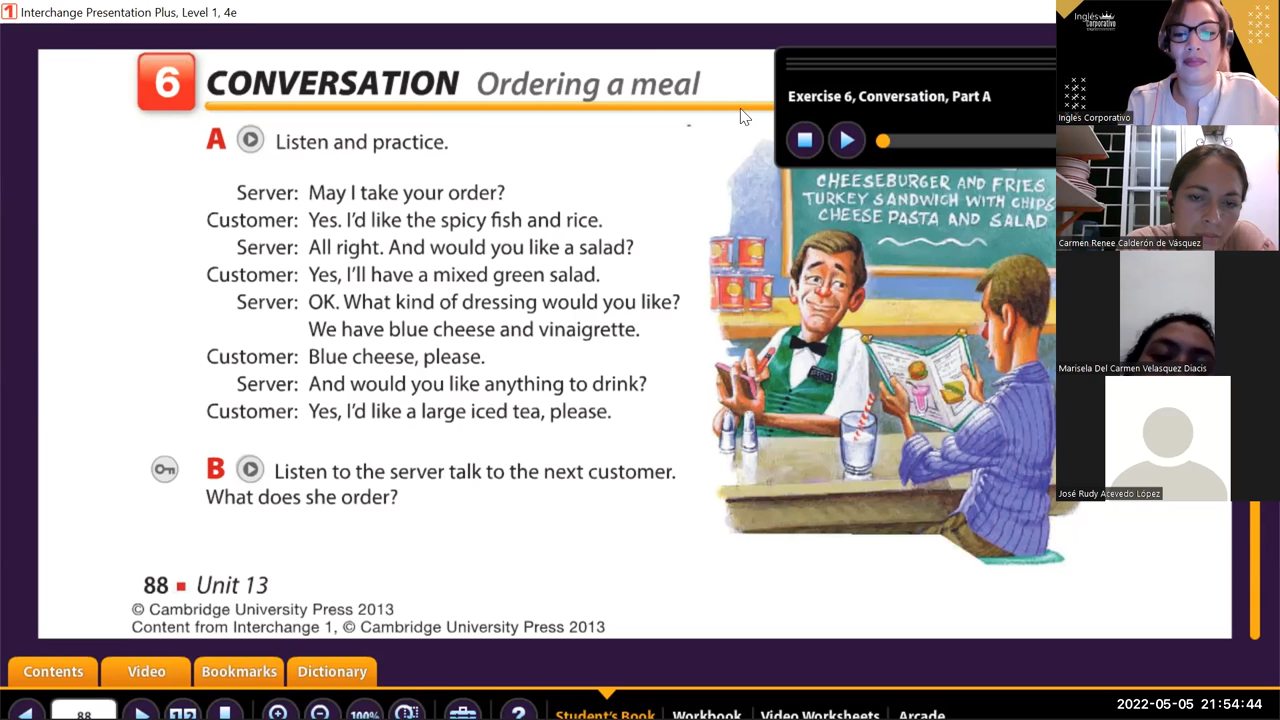 Interchange Presentation Plus, Level 1, 4e
6 CONVERSATION Ordering a meal
A Listen and practice.
Server: May I take your order?
Customer: Yes. I'd like the spicy fish and rice.
Server: All right. And would you like a salad?
Customer: Yes, I'll have a mixed green salad.
Server: OK. What kind of dressing would you like?
We have blue cheese and vinaigrette.
Customer: Blue cheese, please.
Server: And would you like anything to drink?
Customer: Yes, I'd like a large iced tea, please.
B Listen to the server talk to the next customer.
What does she order?
88 ▪ Unit 13
© Cambridge University Press 2013
Content from Interchange 1, © Cambridge University Press 2013
Exercise 6, Conversation, Part A
CHEESEBURGER AND FRIES
TURKEY SANDWICH WITH CHIPS
CHEESE PASTA AND SALAD
Inglés
Corporativo
Inglés Corporativo
Carmen Renee Calderón de Vásquez
Marisela Del Carmen Velasquez Diacis
José Rudy Acevedo López
Contents
Video
Bookmarks
Dictionary
88
100%
?
Student's Book
Workbook
Video Worksheets
Arcade
2022-05-05 21:54:44